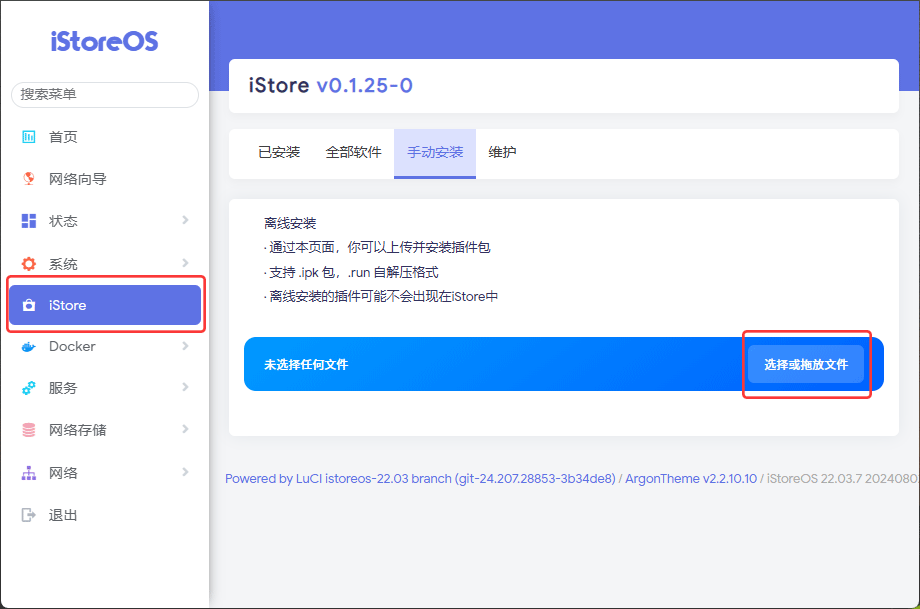 iStoreOS
搜索菜单
首页
网络向导
状态
系统
iStore
Docker
服务
网络存储
网络
退出
iStore v0.1.25-0
已安装 全部软件 手动安装 维护
离线安装
· 通过本页面，你可以上传并安装插件包
· 支持 .ipk 包，.run 自解压格式
· 离线安装的插件可能不会出现在iStore中
未选择任何文件 选择或拖放文件
Powered by LuCI istoreos-22.03 branch (git-24.207.28853-3b34de8) / ArgonTheme v2.2.10.10 / iStoreOS 22.03.7 2024080